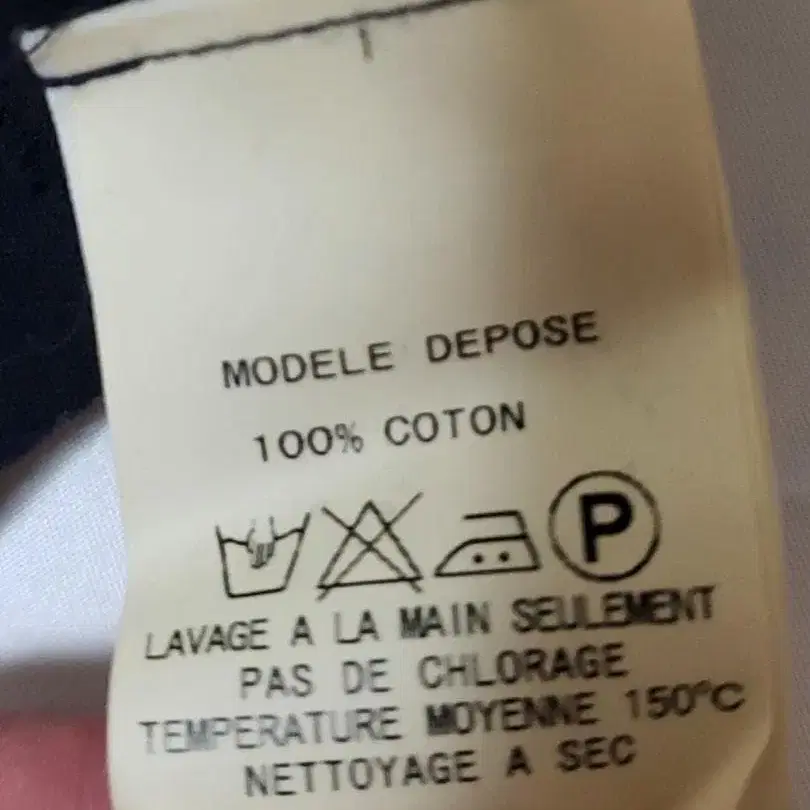 MODELE DEPOSE
100% COTON
P
LAVAGE A LA MAIN SEULEMENT
PAS DE CHLORAGE
TEMPERATURE MOYENNE 150°C
NETTOYAGE A SEC